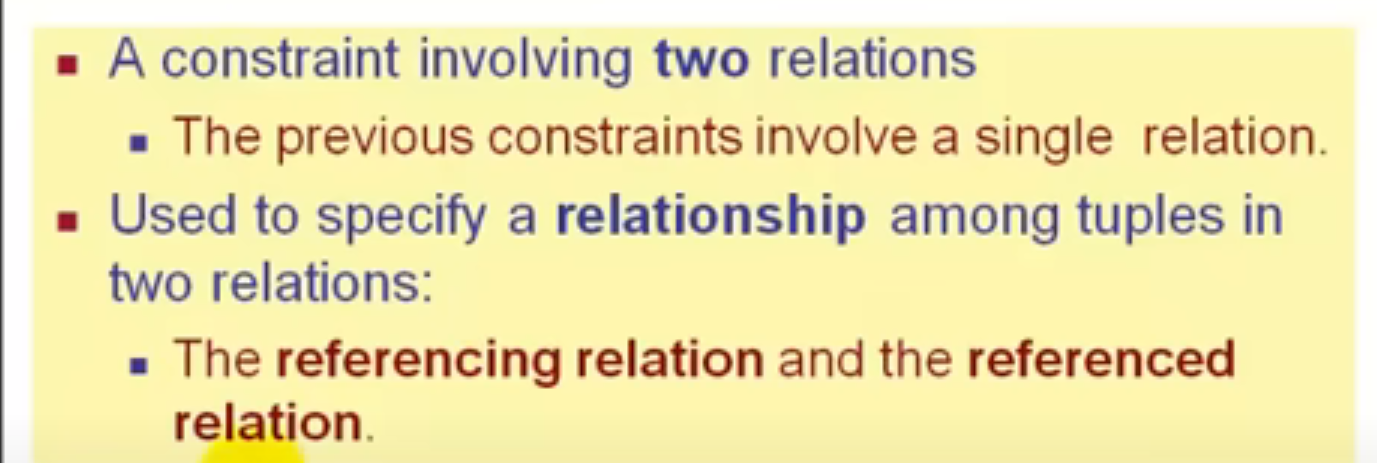 A constraint involving two relations
The previous constraints involve a single relation.
Used to specify a relationship among tuples in
two relations:
The referencing relation and the referenced
relation.